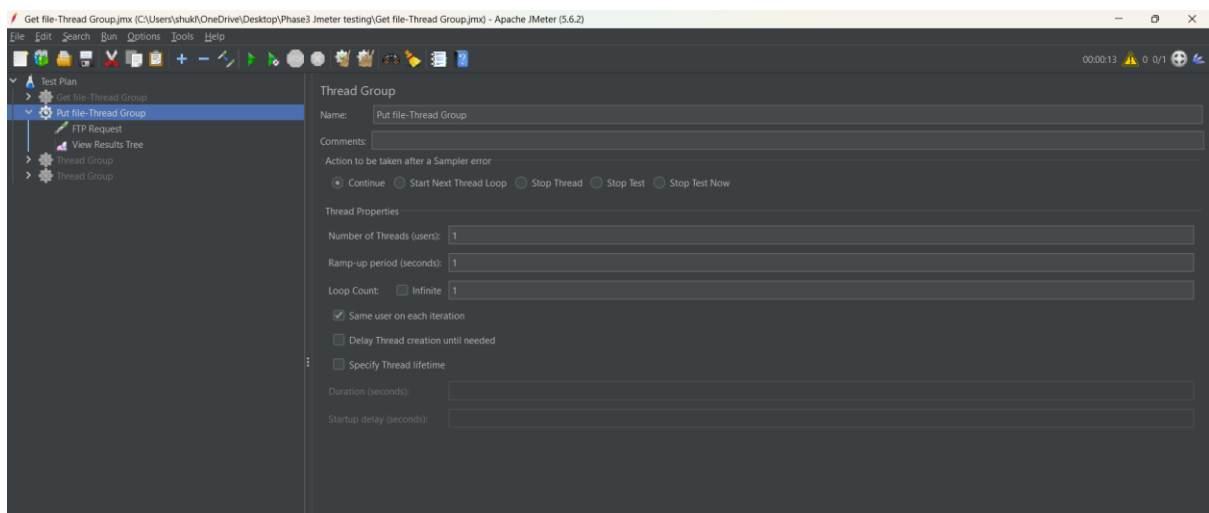 Get file-Thread Group.jmx (C:\Users\shukl\OneDrive\Desktop\Phase3 Jmeter testing\Get file-Thread Group.jmx) - Apache JMeter (5.6.2)
File Edit Search Run Options Tools Help
00:00:13 0 0/1
Test Plan
Get file-Thread Group
Put file-Thread Group
FTP Request
View Results Tree
Thread Group
Thread Group
Thread Group
Name: Put file-Thread Group
Comments:
Action to be taken after a Sampler error
Continue Start Next Thread Loop Stop Thread Stop Test Stop Test Now
Thread Properties
Number of Threads (users): 1
Ramp-up period (seconds): 1
Loop Count: Infinite 1
Same user on each iteration
Delay Thread creation until needed
Specify Thread lifetime
Duration (seconds):
Startup delay (seconds):